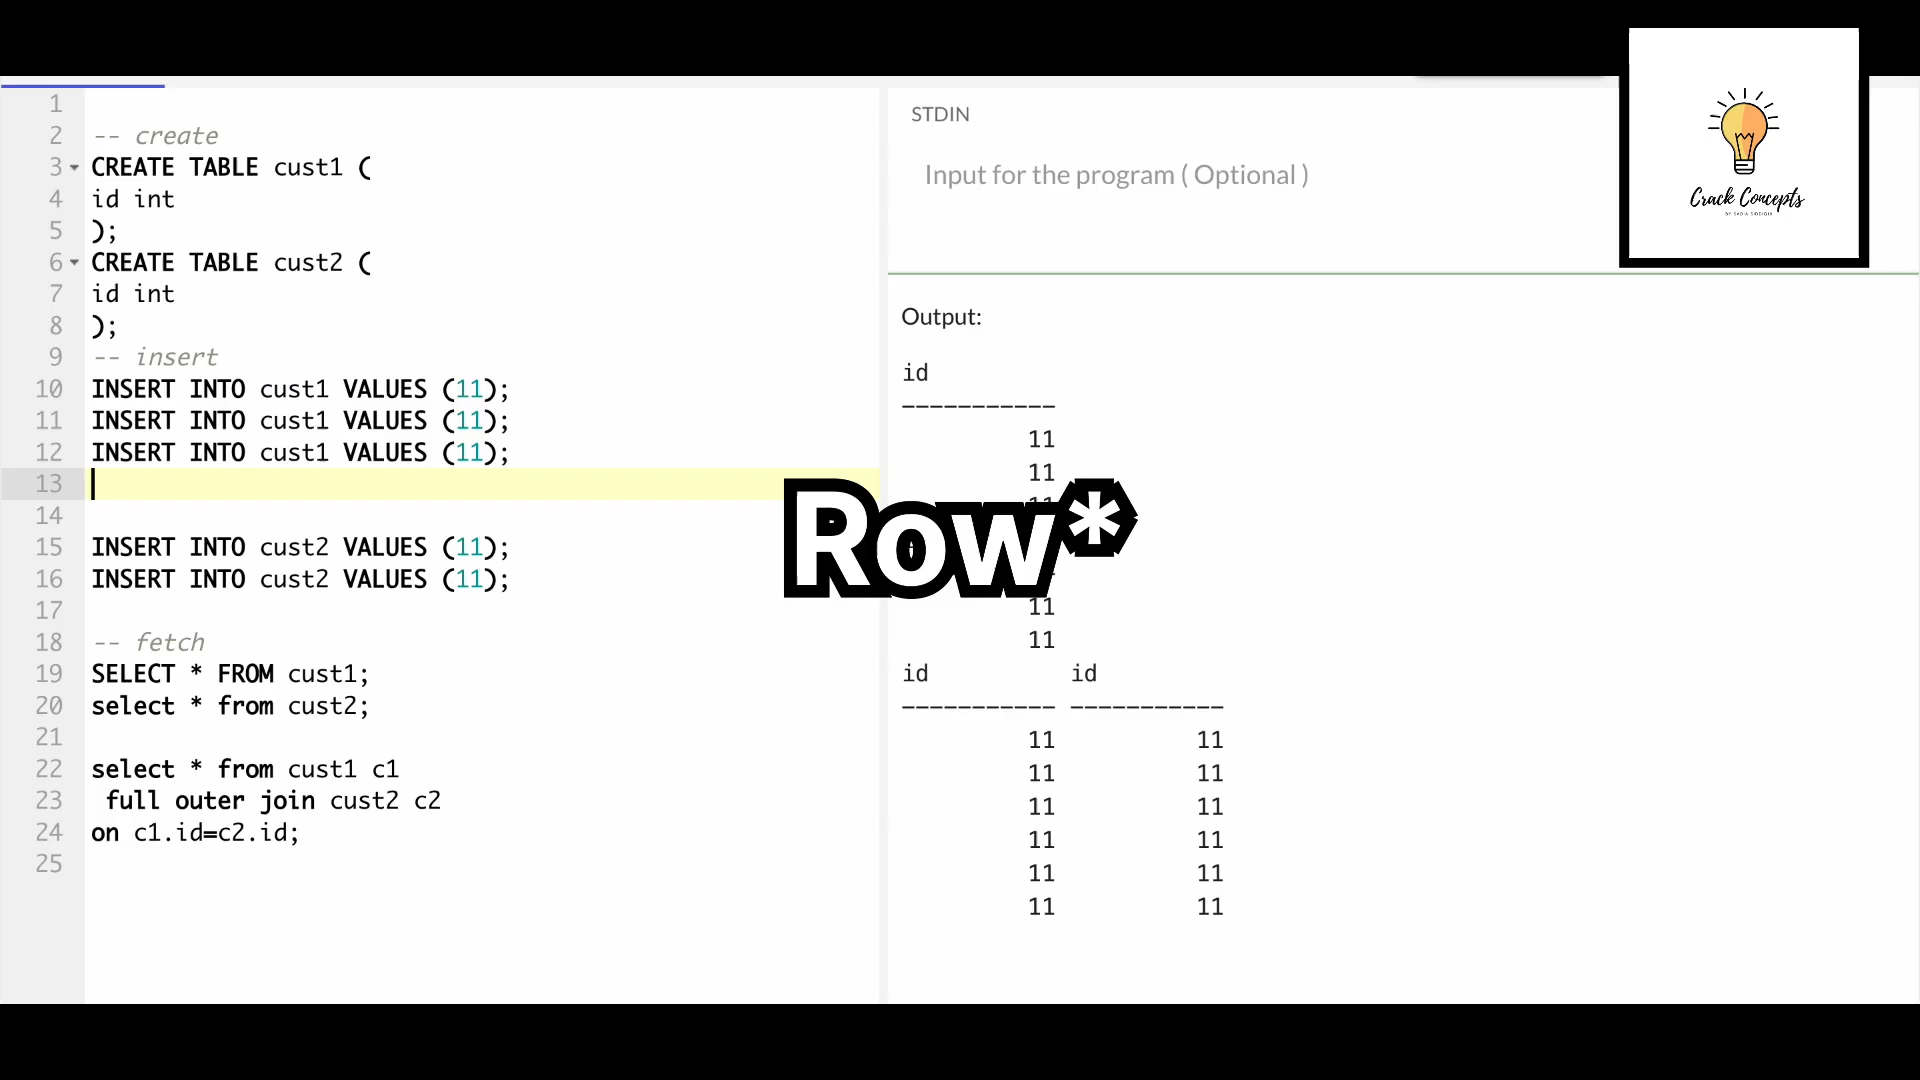 1
2 -- create
3 CREATE TABLE cust1 (
4 id int
5 );
6 CREATE TABLE cust2 (
7 id int
8 );
9 -- insert
10 INSERT INTO cust1 VALUES (11);
11 INSERT INTO cust1 VALUES (11);
12 INSERT INTO cust1 VALUES (11);
13
14
15 INSERT INTO cust2 VALUES (11);
16 INSERT INTO cust2 VALUES (11);
17
18 -- fetch
19 SELECT * FROM cust1;
20 select * from cust2;
21
22 select * from cust1 c1
23 full outer join cust2 c2
24 on c1.id=c2.id;
25
STDIN
Input for the program ( Optional )
Output:
id
-----------
11
11
Row*
11
11
id id
----------- -----------
11 11
11 11
11 11
11 11
11 11
11 11
Crack Concepts
BY SADIA SIDDIQUI